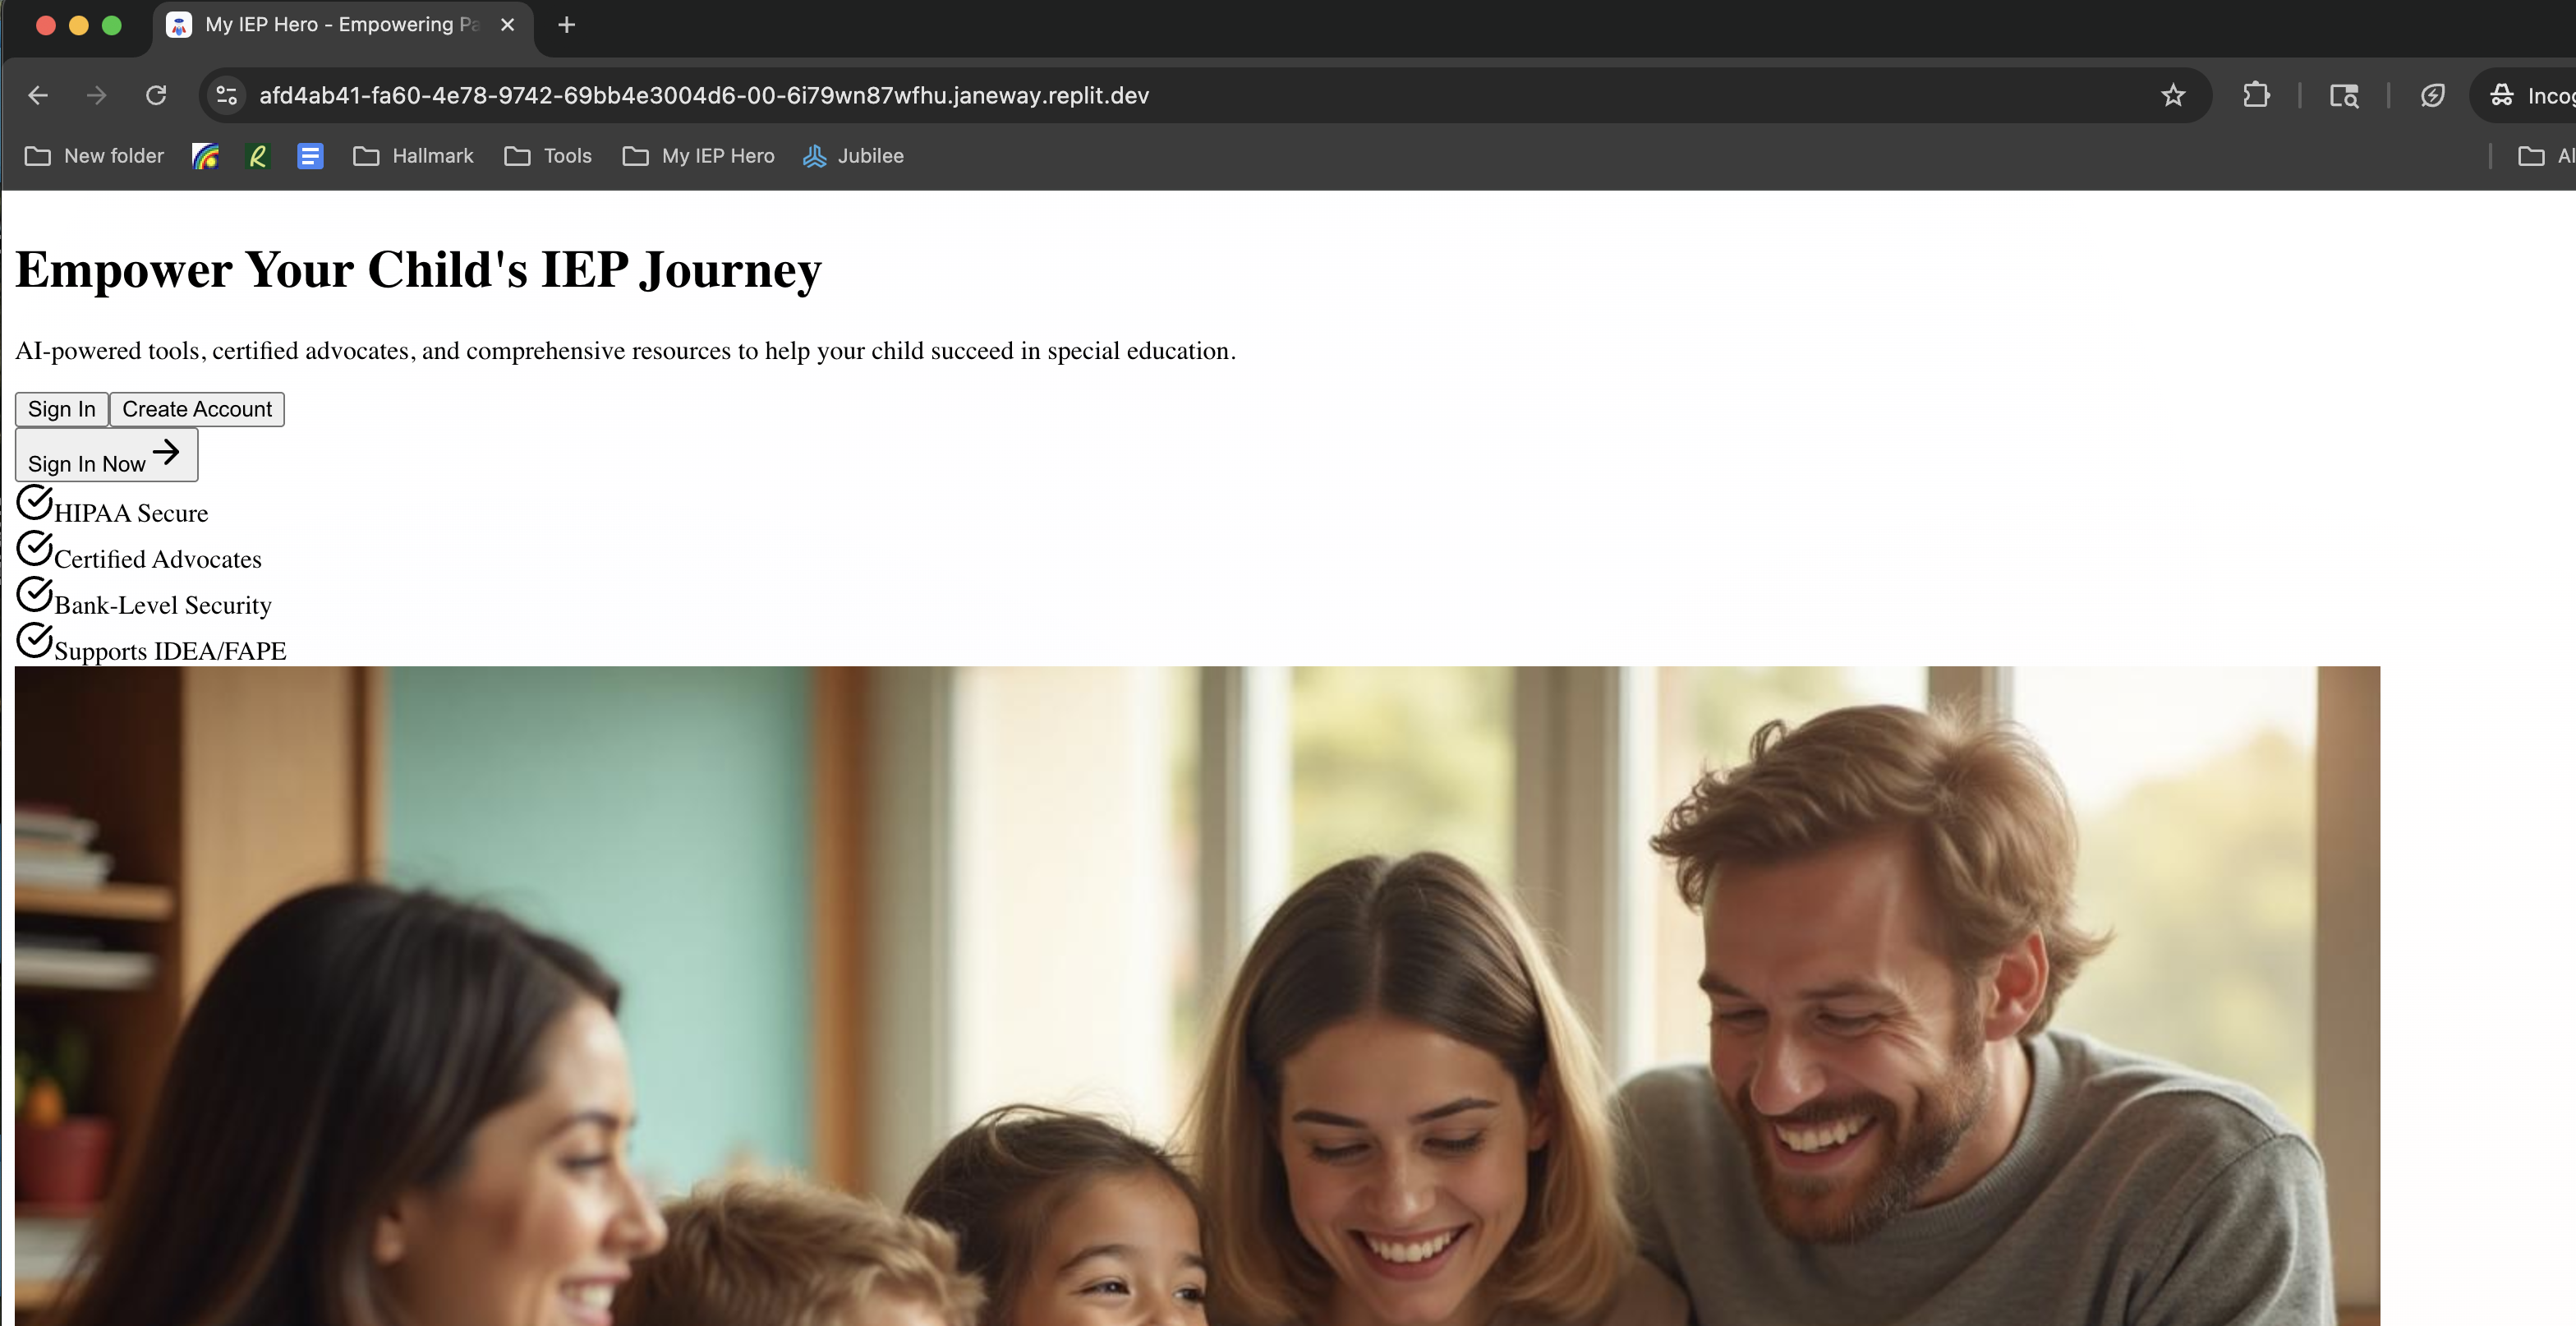 My IEP Hero - Empowering Pa
afd4ab41-fa60-4e78-9742-69bb4e3004d6-00-6i79wn87wfhu.janeway.replit.dev
Incog
New folder
Hallmark
Tools
My IEP Hero
Jubilee
Al
Empower Your Child's IEP Journey
AI-powered tools, certified advocates, and comprehensive resources to help your child succeed in special education.
Sign In Create Account
Sign In Now
HIPAA Secure
Certified Advocates
Bank-Level Security
Supports IDEA/FAPE